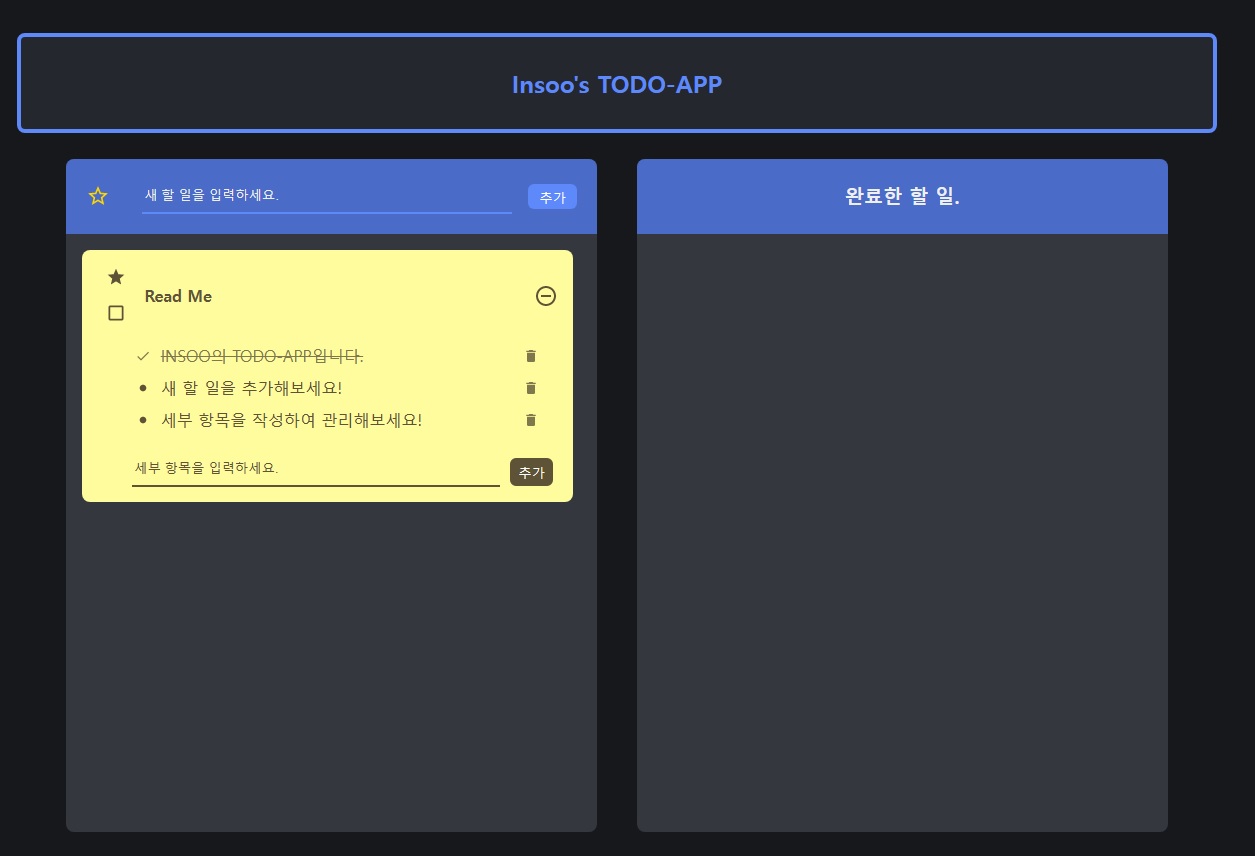 Insoo's TODO-APP
새 할 일을 입력하세요.
추가
Read Me
INSOO의 TODO-APP입니다.
새 할 일을 추가해보세요!
세부 항목을 작성하여 관리해보세요!
세부 항목을 입력하세요.
추가
완료한 할 일.